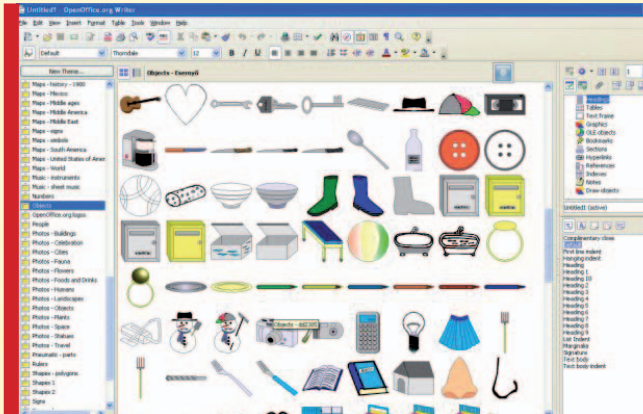 Untitled1 - OpenOffice.org Writer
File Edit View Insert Format Table Tools Window Help
Default
Thorndale
12
B I U
New Theme...
Objects - Esernyő
Maps - history - 1900
Maps - Mexico
Maps - Middle ages
Maps - Middle America
Maps - Middle East
Maps - signs
Maps - symbols
Maps - South America
Maps - United States of Amer
Maps - World
Music - instruments
Music - sheet music
Numbers
Objects
OpenOffice.org logos
People
Photos - Buildings
Photos - Celebration
Photos - Cities
Photos - Fauna
Photos - Flowers
Photos - Foods and Drinks
Photos - Humans
Photos - Landscapes
Photos - Objects
Photos - Plants
Photos - Space
Photos - Statues
Photos - Travel
Pneumatic - parts
Rulers
Shapes - polygons
Shapes 1
Shapes 2
Signs
Headings
Tables
Text frame
Graphics
OLE objects
Bookmarks
Sections
Hyperlinks
References
Indexes
Notes
Draw objects
Untitled1 (active)
Complimentary close
Default
First line indent
Hanging indent
Heading
Heading 1
Heading 10
Heading 2
Heading 3
Heading 4
Heading 5
Heading 6
Heading 7
Heading 8
Heading 9
List Indent
Marginalia
Signature
Text body
Text body indent